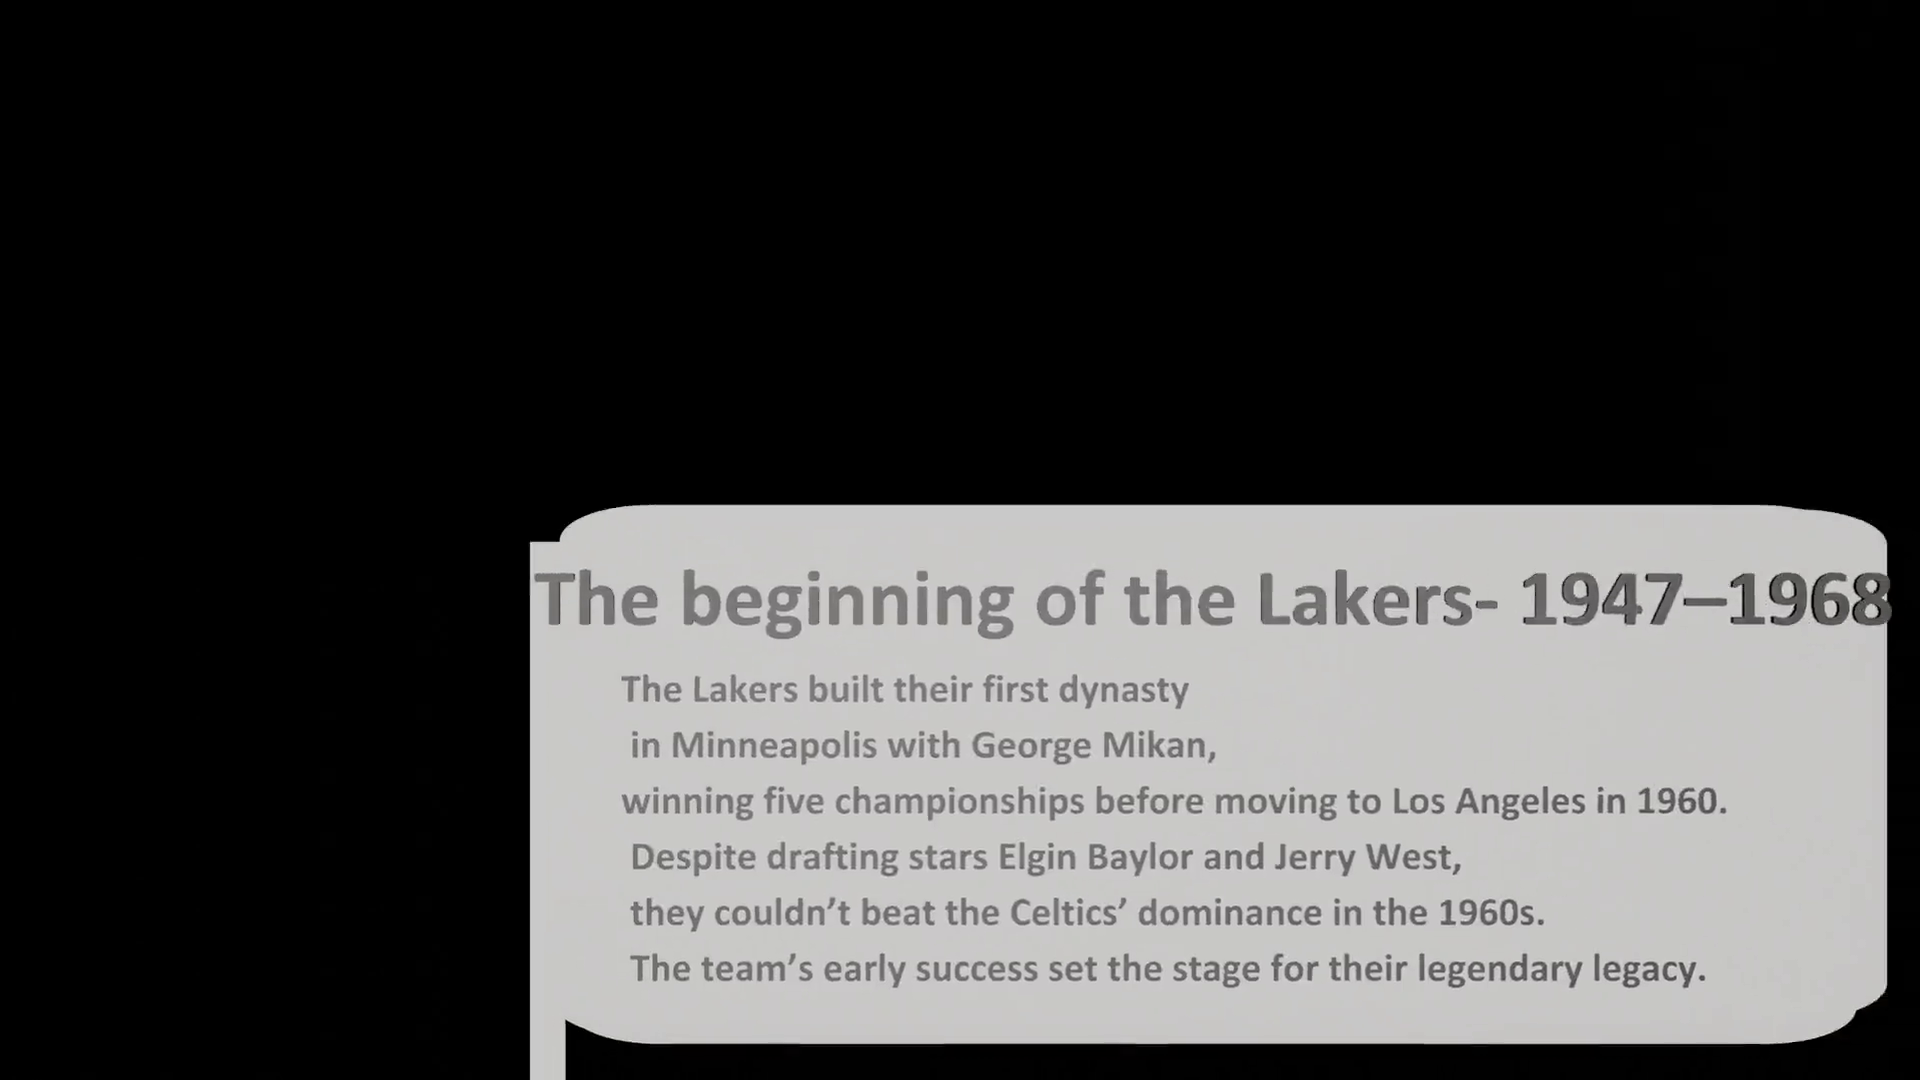 The beginning of the Lakers- 1947–1968
The Lakers built their first dynasty
in Minneapolis with George Mikan,
winning five championships before moving to Los Angeles in 1960.
Despite drafting stars Elgin Baylor and Jerry West,
they couldn’t beat the Celtics’ dominance in the 1960s.
The team’s early success set the stage for their legendary legacy.